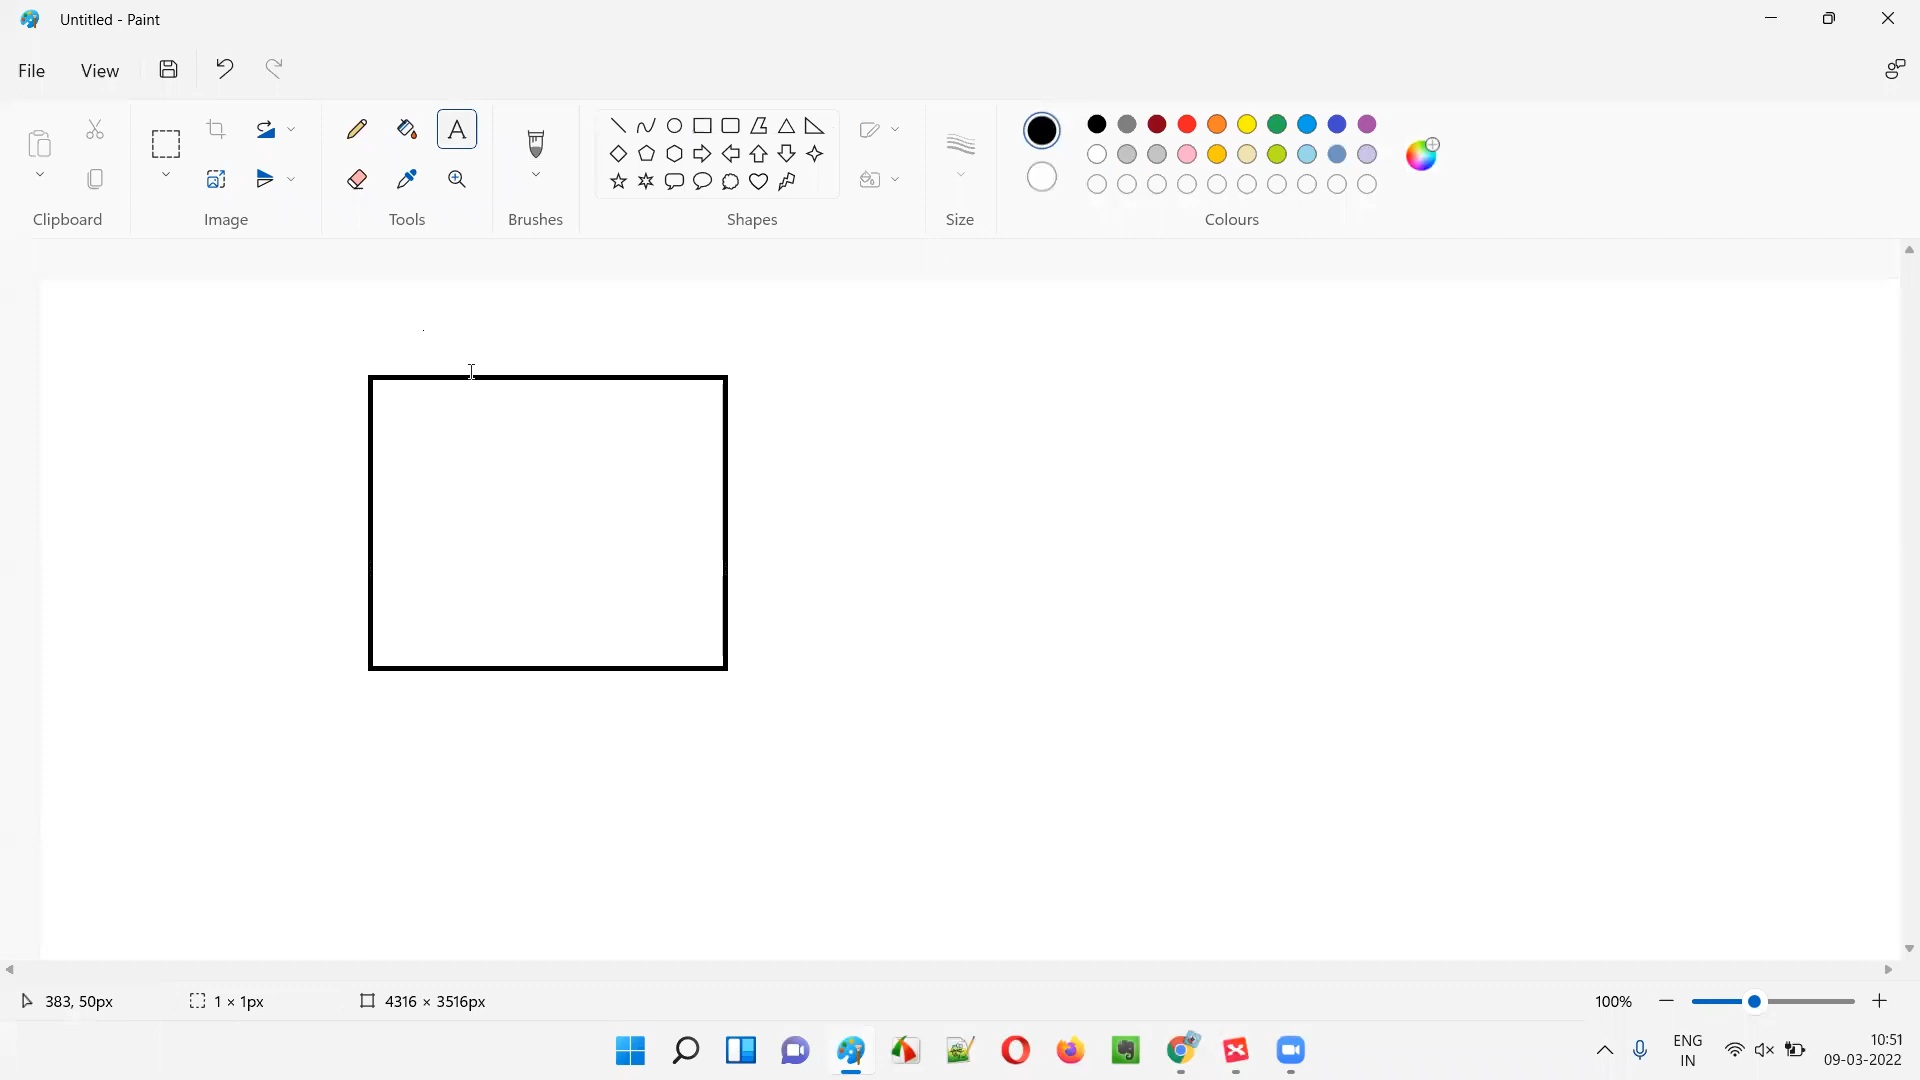 Untitled - Paint
File View
Clipboard Image Tools Brushes Shapes Size Colours
383, 50px 1 × 1px 4316 × 3516px 100%
ENG 10:51
IN 09-03-2022